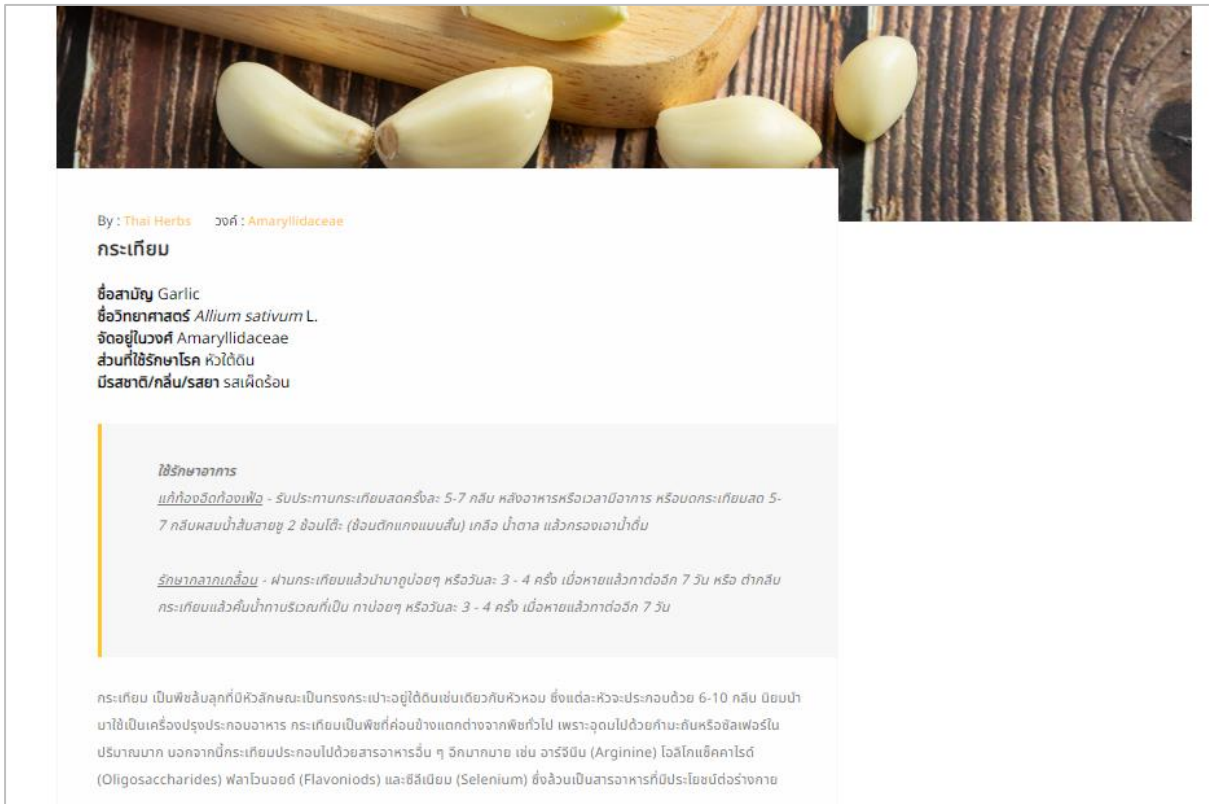 By : Thai Herbs วงค์ : Amaryllidaceae
กระเทียม
ชื่อสามัญ Garlic
ชื่อวิทยาศาสตร์ Allium sativum L.
จัดอยู่ในวงศ์ Amaryllidaceae
ส่วนที่ใช้รักษาโรค หัวใต้ดิน
มีรสชาติ/กลิ่น/รสยา รสเผ็ดร้อน
ใช้รักษาอาการ
แก้ท้องอืดท้องเฟ้อ - รับประทานกระเทียมสดครั้งละ 5-7 กลีบ หลังอาหารหรือเวลามีอาการ หรือบดกระเทียมสด 5-
7 กลีบผสมน้ำส้มสายชู 2 ช้อนโต๊ะ (ช้อนตักแกงแบบสั้น) เกลือ น้ำตาล แล้วกรองเอาน้ำดื่ม
รักษากลากเกลื้อน - ฝานกระเทียมแล้วนำมาถูบ่อยๆ หรือวันละ 3 - 4 ครั้ง เมื่อหายแล้วทาต่ออีก 7 วัน หรือ ตำกลีบ
กระเทียมแล้วคั้นน้ำทาบริเวณที่เป็น ทาบ่อยๆ หรือวันละ 3 - 4 ครั้ง เมื่อหายแล้วทาต่ออีก 7 วัน
กระเทียม เป็นพืชล้มลุกที่มีหัวลักษณะเป็นทรงกระเปาะอยู่ใต้ดินเช่นเดียวกับหัวหอม ซึ่งแต่ละหัวจะประกอบด้วย 6-10 กลีบ นิยมนำ
มาใช้เป็นเครื่องปรุงประกอบอาหาร กระเทียมเป็นพืชที่ค่อนข้างแตกต่างจากพืชทั่วไป เพราะอุดมไปด้วยกำมะถันหรือซัลเฟอร์ใน
ปริมาณมาก นอกจากนี้กระเทียมประกอบไปด้วยสารอาหารอื่น ๆ อีกมากมาย เช่น อาร์จีนีน (Arginine) โอลิโกแซ็คคาไรด์
(Oligosaccharides) ฟลาโวนอยด์ (Flavoniods) และซีลีเนียม (Selenium) ซึ่งล้วนเป็นสารอาหารที่มีประโยชน์ต่อร่างกาย